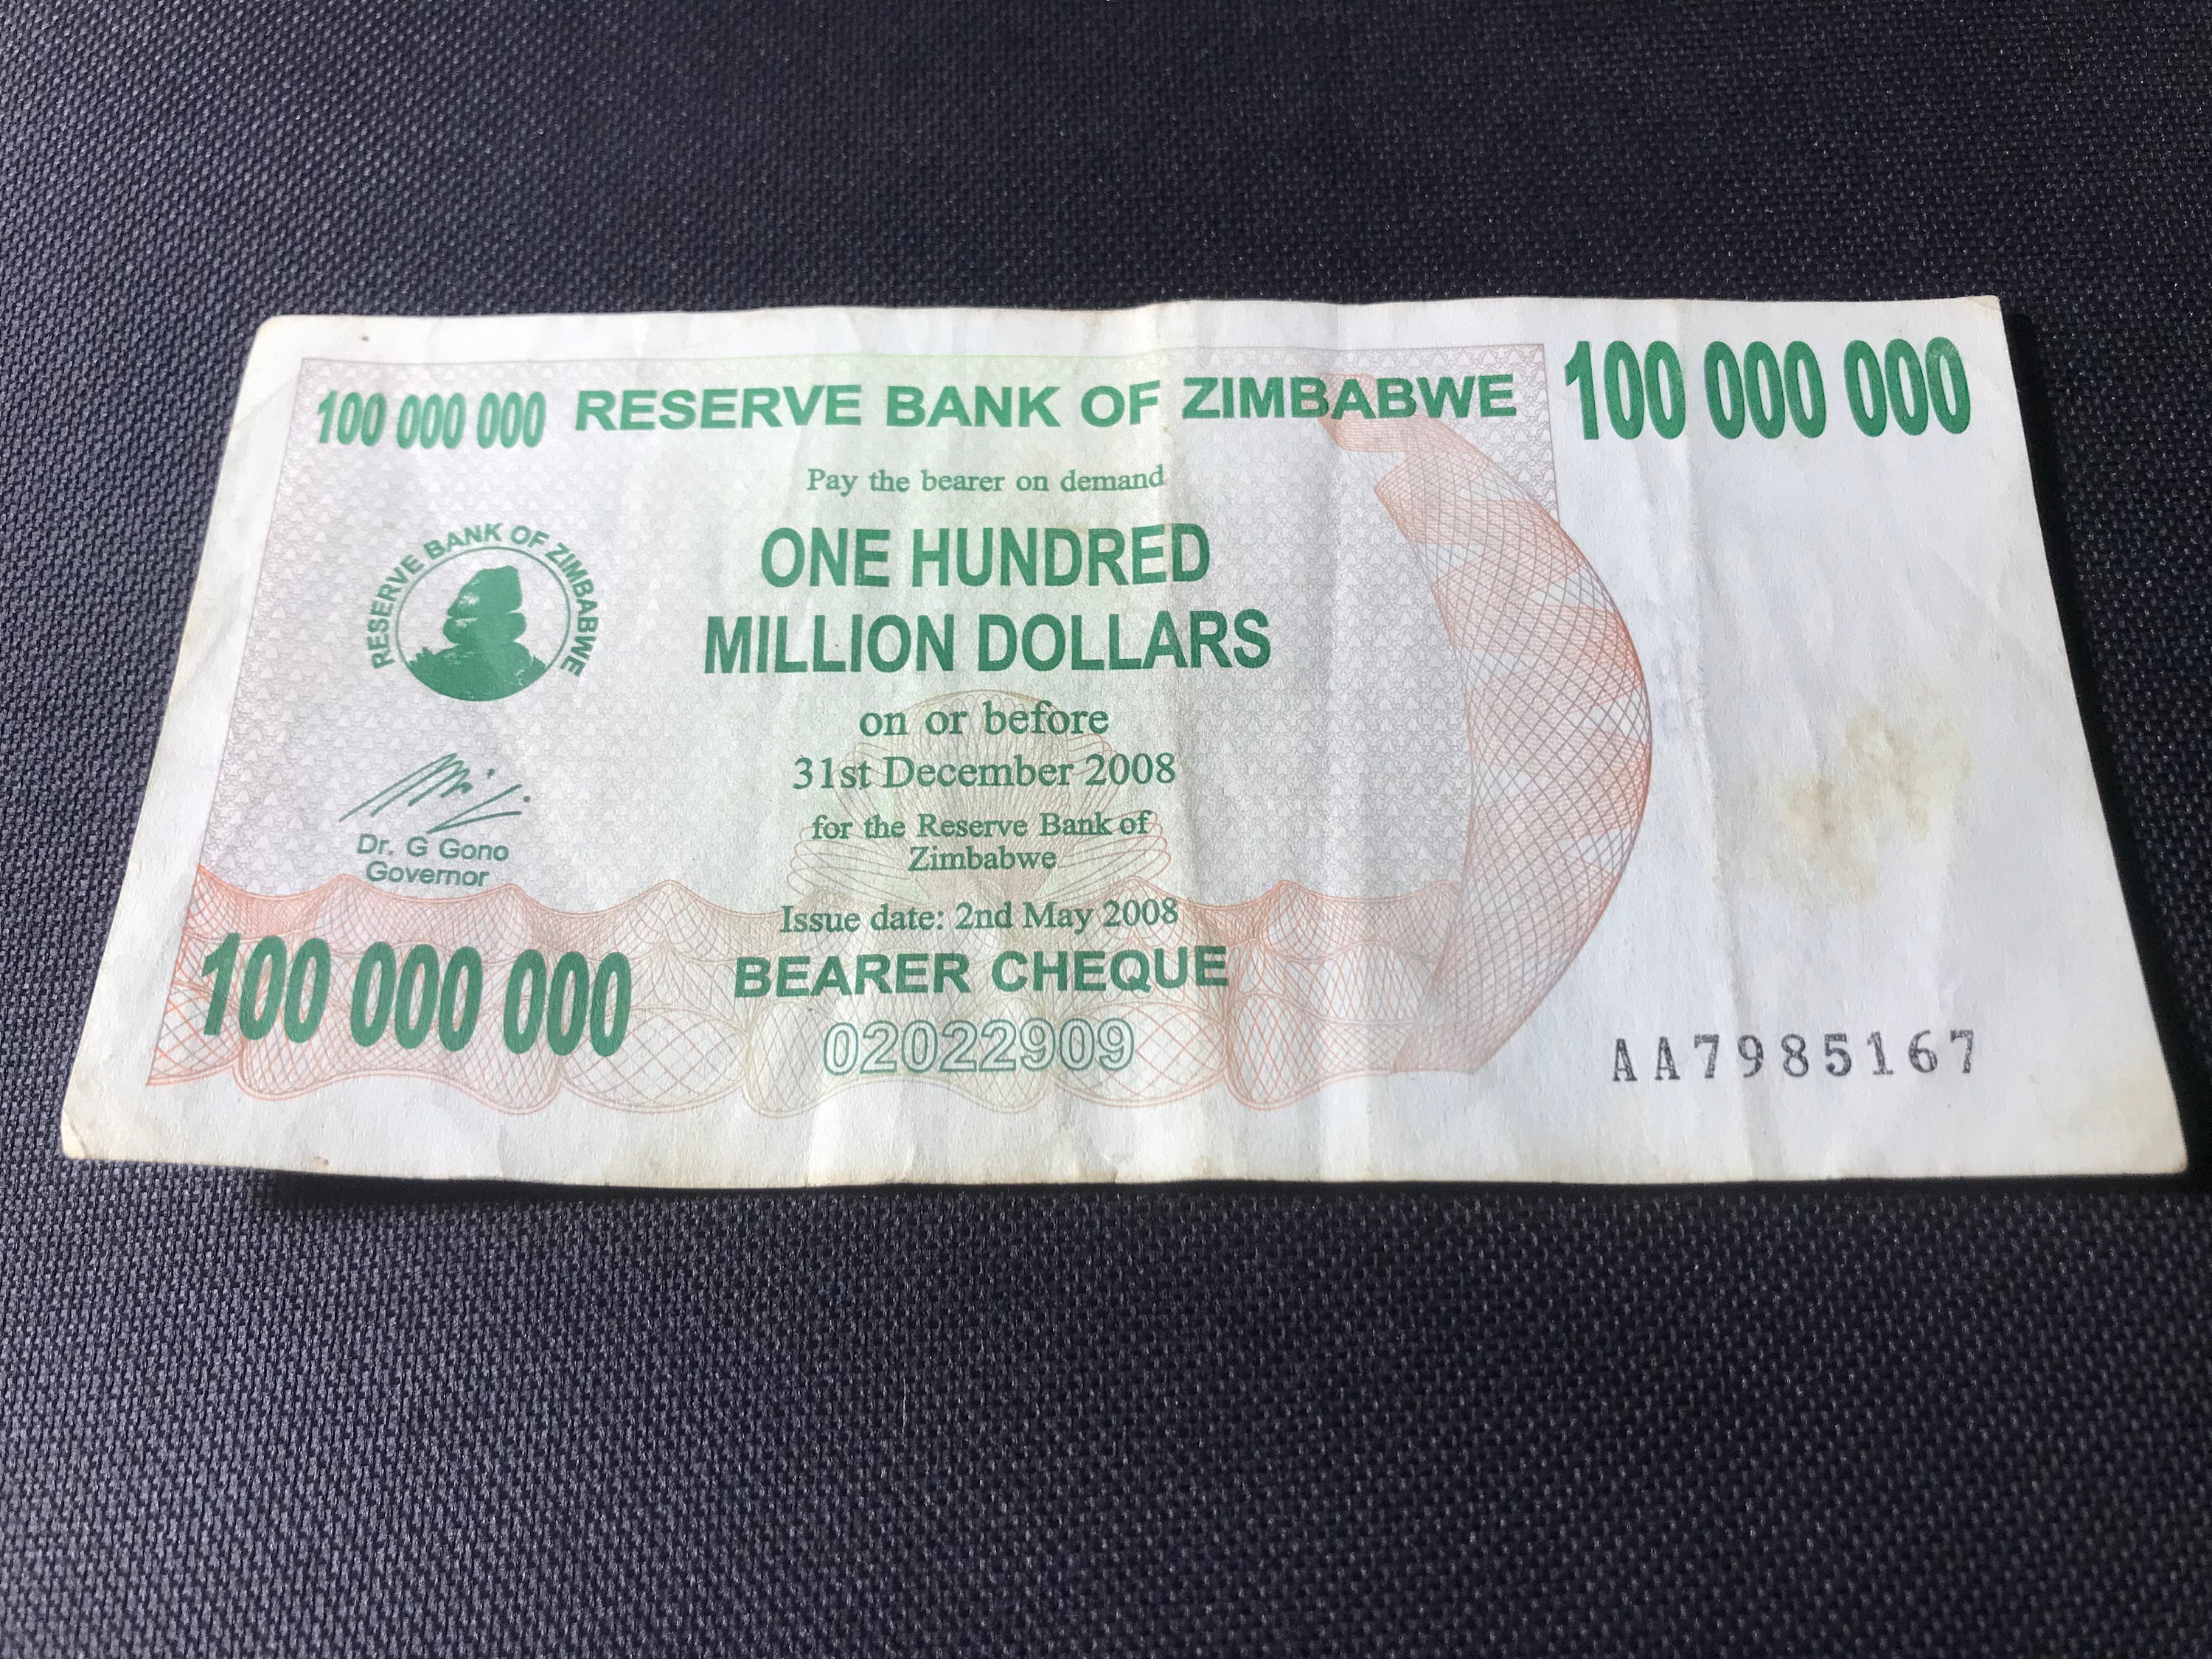 100 000 000 RESERVE BANK OF ZIMBABWE 100 000 000
Pay the bearer on demand
RESERVE BANK OF ZIMBABWE
ONE HUNDRED
MILLION DOLLARS
on or before
31st December 2008
for the Reserve Bank of
Zimbabwe
Dr. G Gono
Governor
Issue date: 2nd May 2008
100 000 000
BEARER CHEQUE
02022909
AA7985167